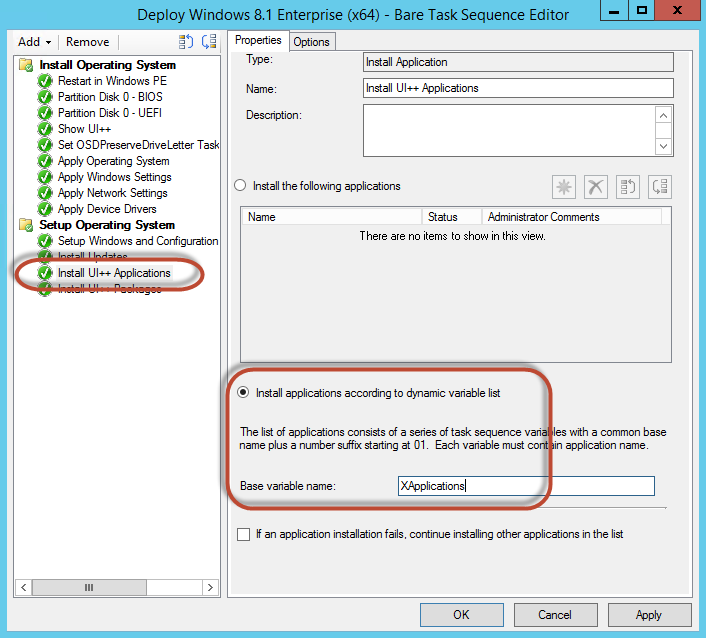 Deploy Windows 8.1 Enterprise (x64) - Bare Task Sequence Editor
Add
Remove
Properties
Options
Install Operating System
Restart in Windows PE
Partition Disk 0 - BIOS
Partition Disk 0 - UEFI
Show UI++
Set OSDPreserveDriveLetter Task
Apply Operating System
Apply Windows Settings
Apply Network Settings
Apply Device Drivers
Setup Operating System
Setup Windows and Configuration
Install Updates
Install UI++ Applications
Install UI++ Packages
Type:
Install Application
Name:
Install UI++ Applications
Description:
Install the following applications
Name
Status
Administrator Comments
There are no items to show in this view.
Install applications according to dynamic variable list
The list of applications consists of a series of task sequence variables with a common base
name plus a number suffix starting at 01.  Each variable must contain application name.
Base variable name:
XApplications
If an application installation fails, continue installing other applications in the list
OK
Cancel
Apply